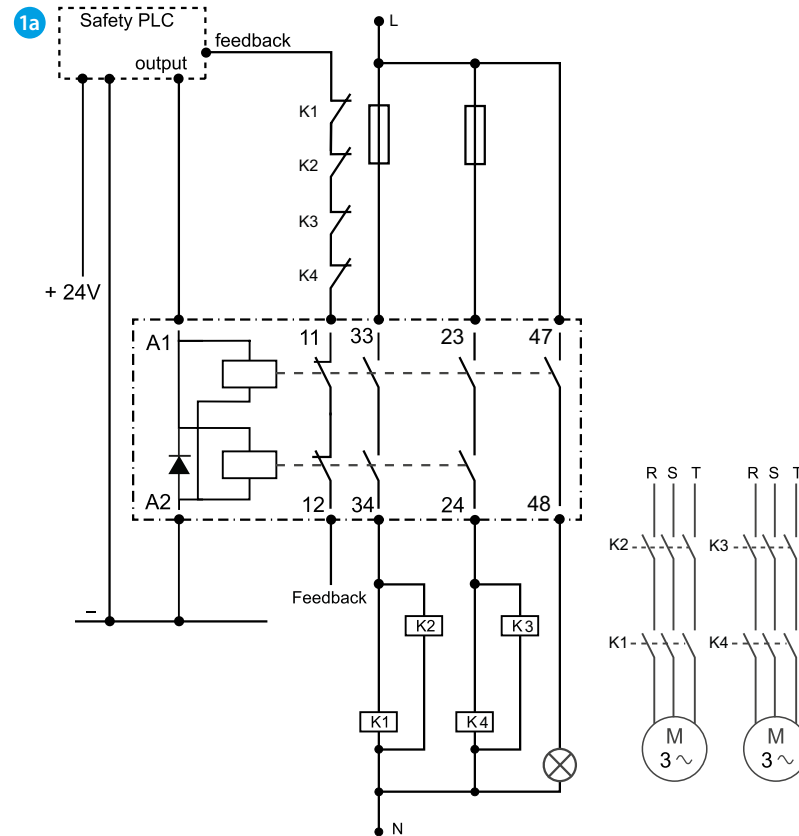 1a
Safety PLC
output
feedback
L
K1
K2
K3
K4
+ 24V
A1
11
33
23
47
A2
12
34
24
48
–
Feedback
K2
K3
K1
K4
N
R S T
R S T
K2
K3
K1
K4
M
3
M
3